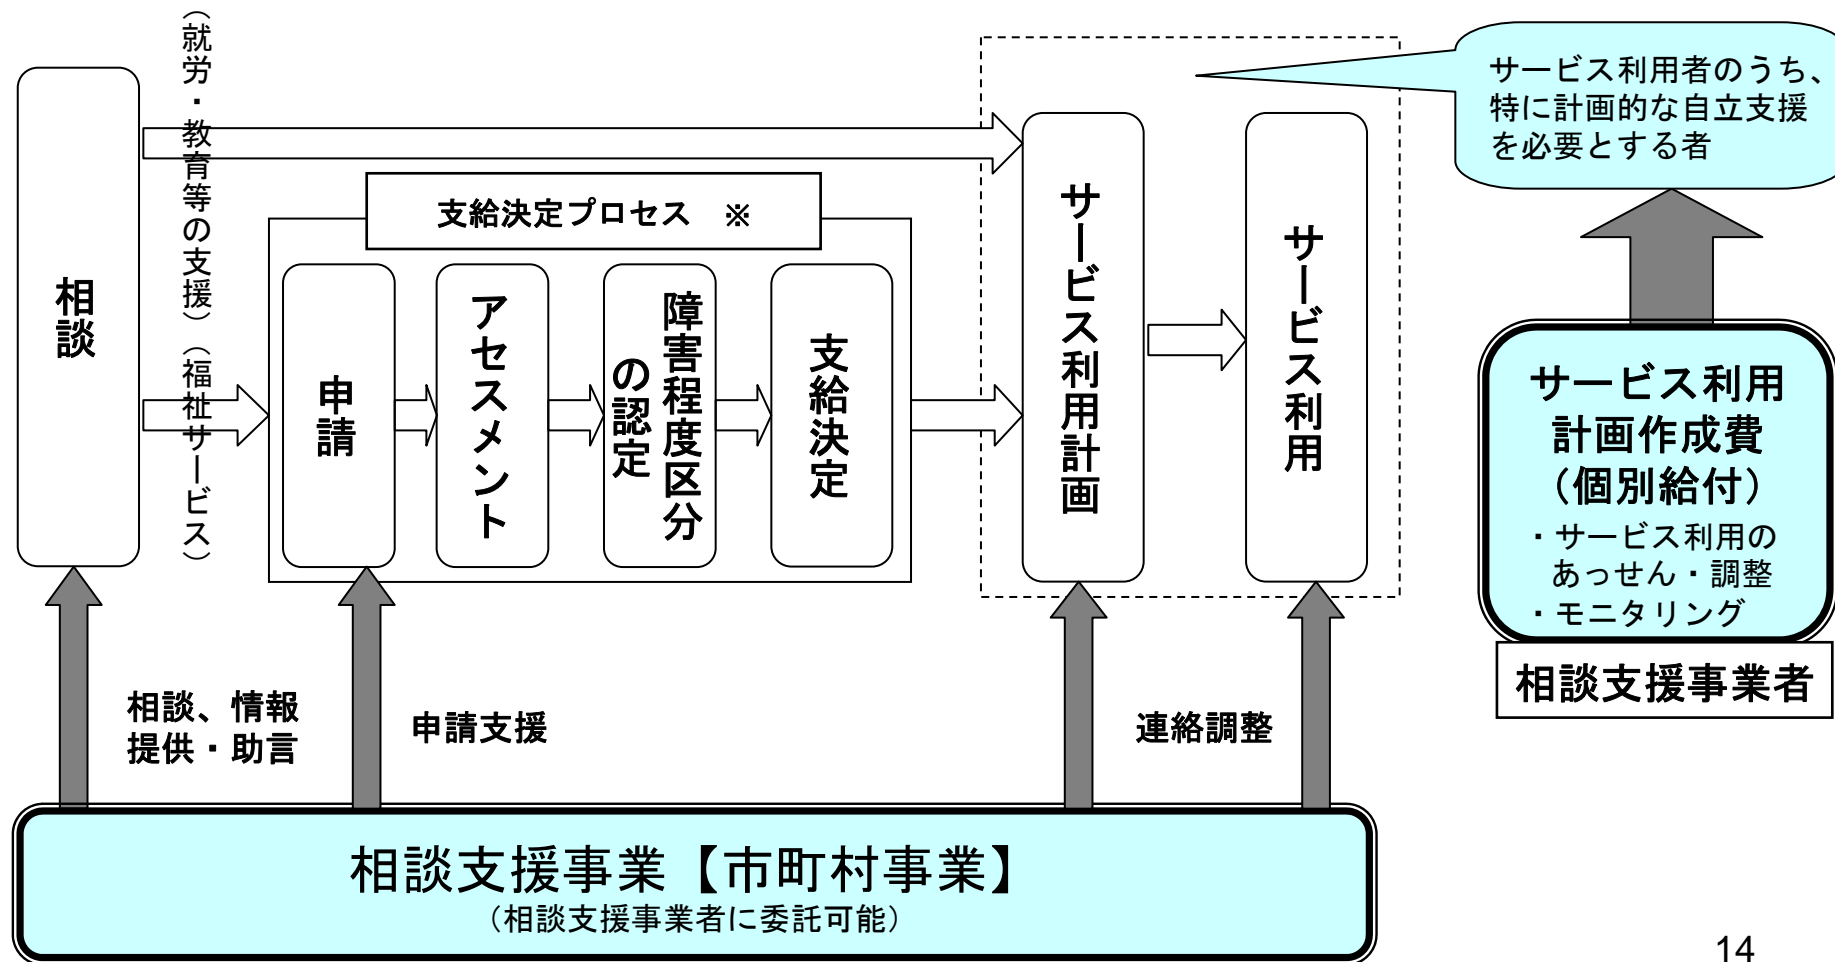 相談
（就労・教育等の支援）
（福祉サービス）
支給決定プロセス　※
申請
アセスメント
障害程度区分
の認定
支給決定
サービス利用計画
サービス利用
サービス利用者のうち、
特に計画的な自立支援
を必要とする者
サービス利用
計画作成費
（個別給付）
・サービス利用の
あっせん・調整
・モニタリング
相談支援事業者
相談、情報
提供・助言
申請支援
連絡調整
相談支援事業【市町村事業】
（相談支援事業者に委託可能）
14